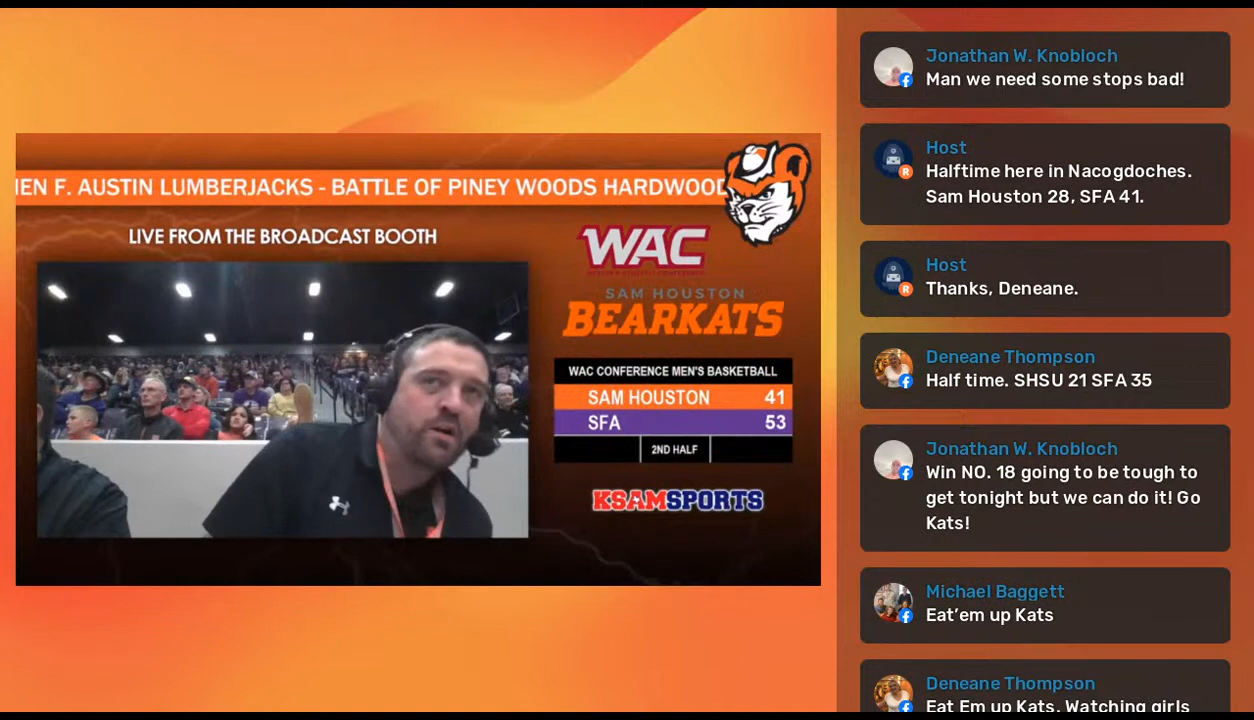 Jonathan W. Knobloch
Man we need some stops bad!
Host
Halftime here in Nacogdoches.
Sam Houston 28, SFA 41.
Host
Thanks, Deneane.
Deneane Thompson
Half time. SHSU 21 SFA 35
Jonathan W. Knobloch
Win NO. 18 going to be tough to
get tonight but we can do it! Go
Kats!
Michael Baggett
Eat’em up Kats
Deneane Thompson
Eat Em up Kats. Watching girls
F. AUSTIN LUMBERJACKS - BATTLE OF PINEY WOODS HARDWOOD
LIVE FROM THE BROADCAST BOOTH
WAC
SAM HOUSTON
BEARKATS
WAC CONFERENCE MEN'S BASKETBALL
SAM HOUSTON 41
SFA 53
2ND HALF
KSAMSPORTS